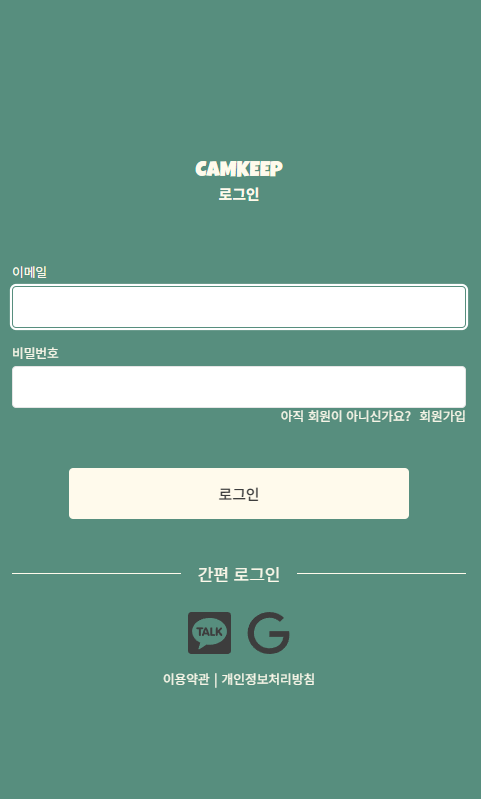 CAMKEEP
로그인
이메일
비밀번호
아직 회원이 아니신가요? 회원가입
로그인
간편 로그인
TALK
이용약관 | 개인정보처리방침